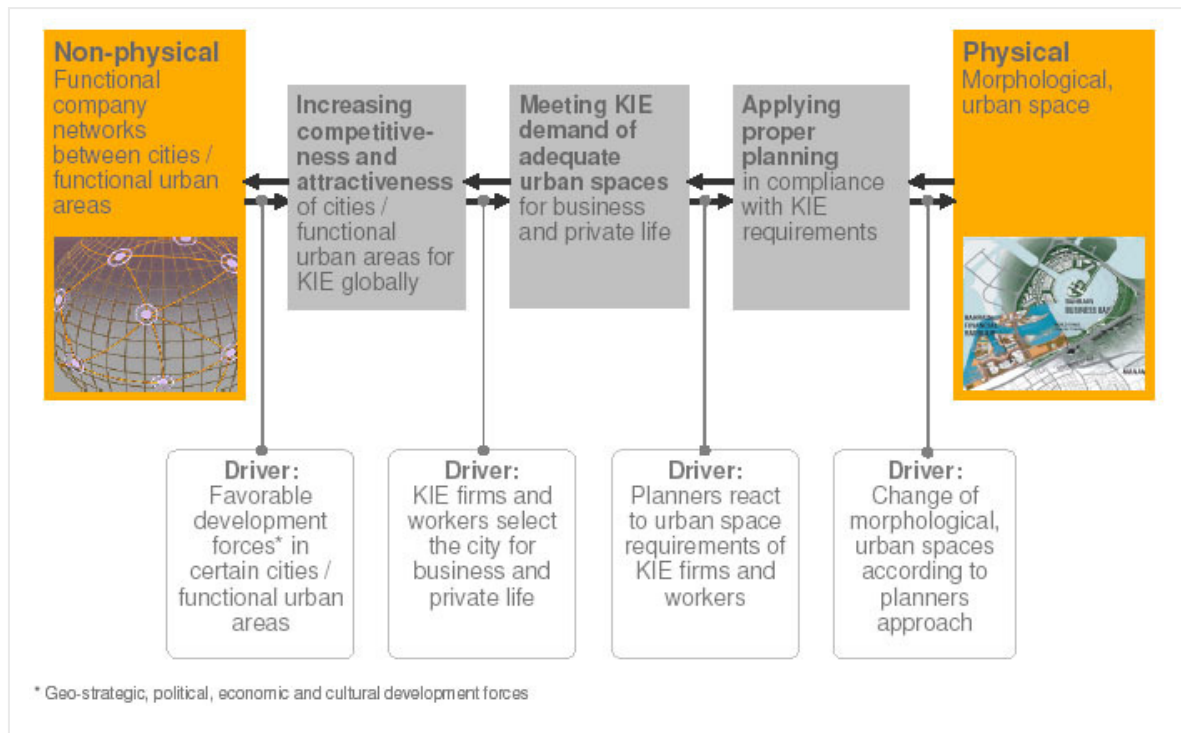 Non-physical
Functional
company
networks
between cities /
functional urban
areas
Increasing
competitive-
ness and
attractiveness
of cities /
functional
urban areas for
KIE globally
Meeting KIE
demand of
adequate
urban spaces
for business
and private life
Applying
proper
planning
in compliance
with KIE
requirements
Physical
Morphological,
urban space
BAHRAIN
BUSINESS BAY
FINANCIAL
Driver:
Favorable
development
forces* in
certain cities /
functional urban
areas
Driver:
KIE firms and
workers select
the city for
business and
private life
Driver:
Planners react
to urban space
requirements of
KIE firms and
workers
Driver:
Change of
morphological,
urban spaces
according to
planners
approach
* Geo-strategic, political, economic and cultural development forces